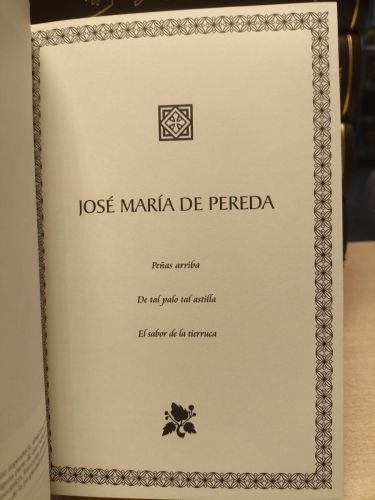 JOSÉ MARÍA DE PEREDA
Peñas arriba
De tal palo tal astilla
El sabor de la tierruca